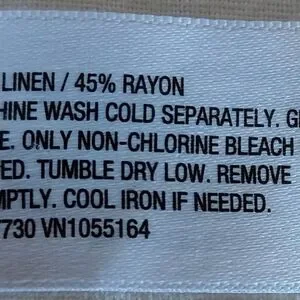 LINEN / 45% RAYON
HINE WASH COLD SEPARATELY. G
E. ONLY NON-CHLORINE BLEACH
ED. TUMBLE DRY LOW. REMOVE
MPTLY. COOL IRON IF NEEDED.
7730 VN1055164